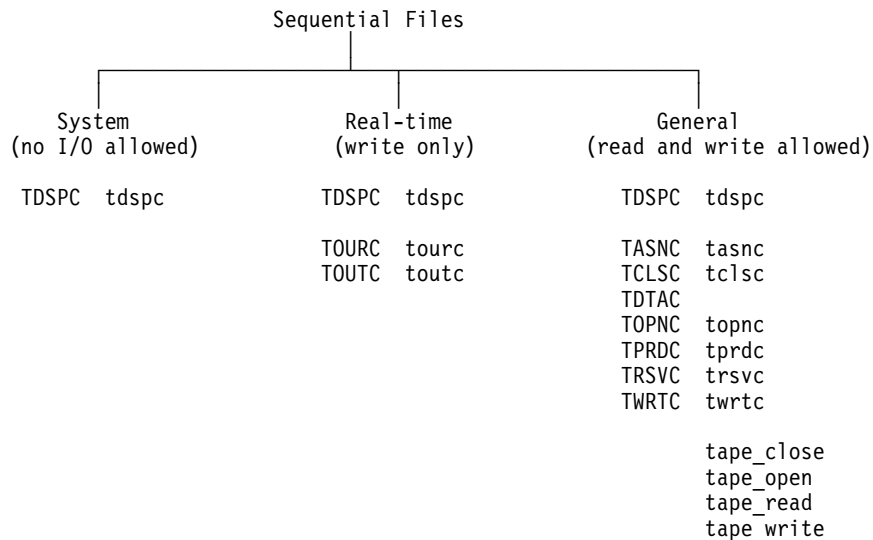 Sequential Files
System Real-time General
(no I/O allowed) (write only) (read and write allowed)
TDSPC tdspc TDSPC tdspc TDSPC tdspc
TOURC tourc TASNC tasnc
TOUTC toutc TCLSC tclsc
TDTAC
TOPNC topnc
TPRDC tprdc
TRSVC trsvc
TWRTC twrtc
tape_close
tape_open
tape_read
tape write